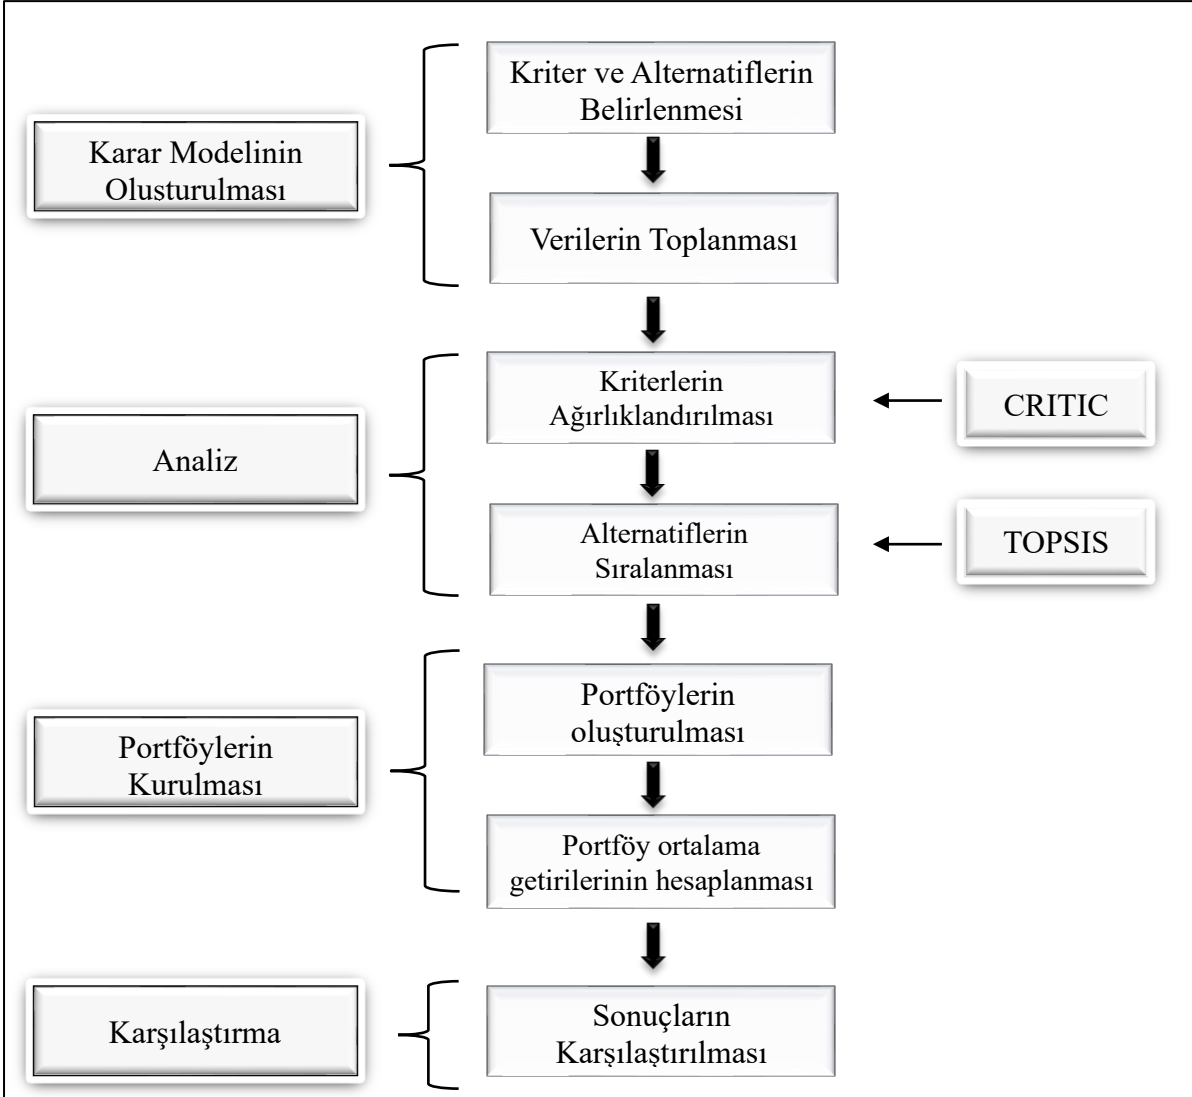 Kriter ve Alternatiflerin
Belirlenmesi
Karar Modelinin
Olusturulması
Verilerin Toplanması
Kriterlerin
Ağırlıklandırılması
CRITIC
Analiz
Alternatiflerin
Sıralanması
TOPSIS
Portföylerin
oluşturulması
Portföylerin
Kurulması
Portföy ortalama
getirilerinin hesaplanması
Karşılaştırma
Sonuçların
Karşılaştırılması